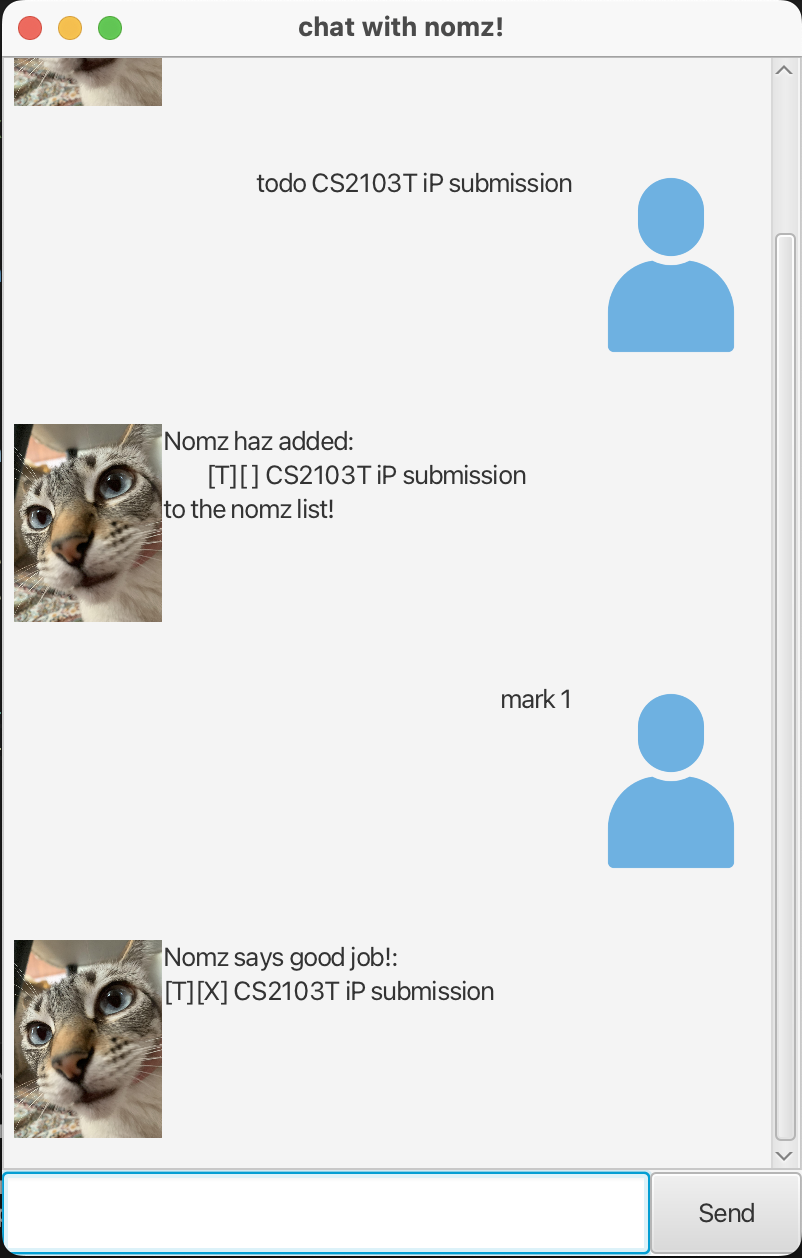 chat with nomz!
todo CS2103T iP submission
Nomz haz added:
[T][ ] CS2103T iP submission
to the nomz list!
mark 1
Nomz says good job!:
[T][X] CS2103T iP submission
Send